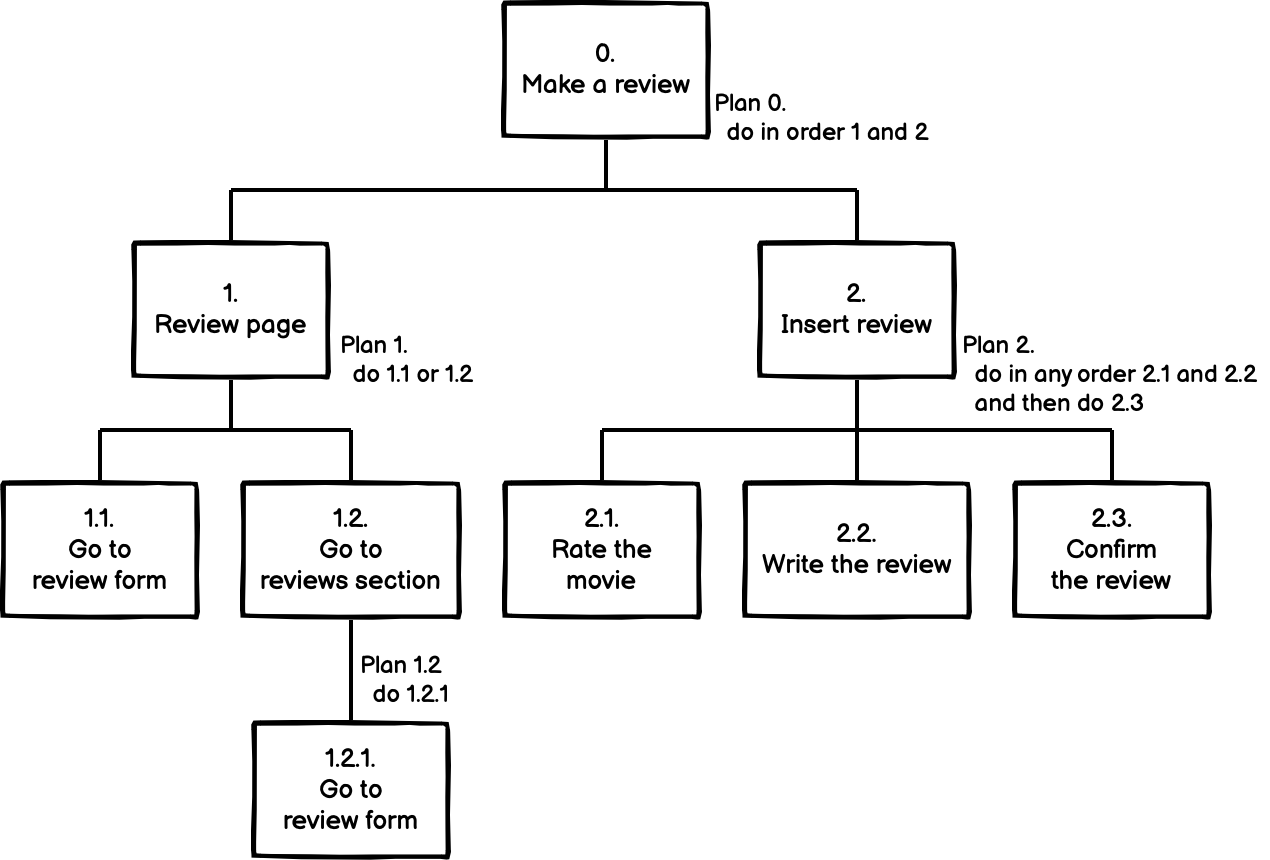 0.
Make a review
Plan 0.
do in order 1 and 2
1.
Review page
Plan 1.
do 1.1 or 1.2
2.
Insert review
Plan 2.
do in any order 2.1 and 2.2
and then do 2.3
1.1.
Go to
review form
1.2.
Go to
reviews section
2.1.
Rate the
movie
2.2.
Write the review
2.3.
Confirm
the review
Plan 1.2
do 1.2.1
1.2.1.
Go to
review form